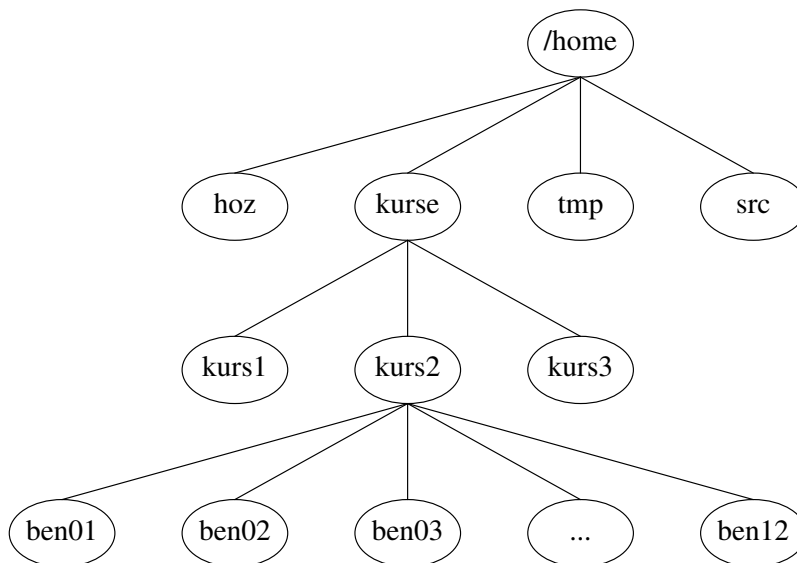 /home
hoz kurse tmp src
kurs1 kurs2 kurs3
ben01 ben02 ben03 ... ben12